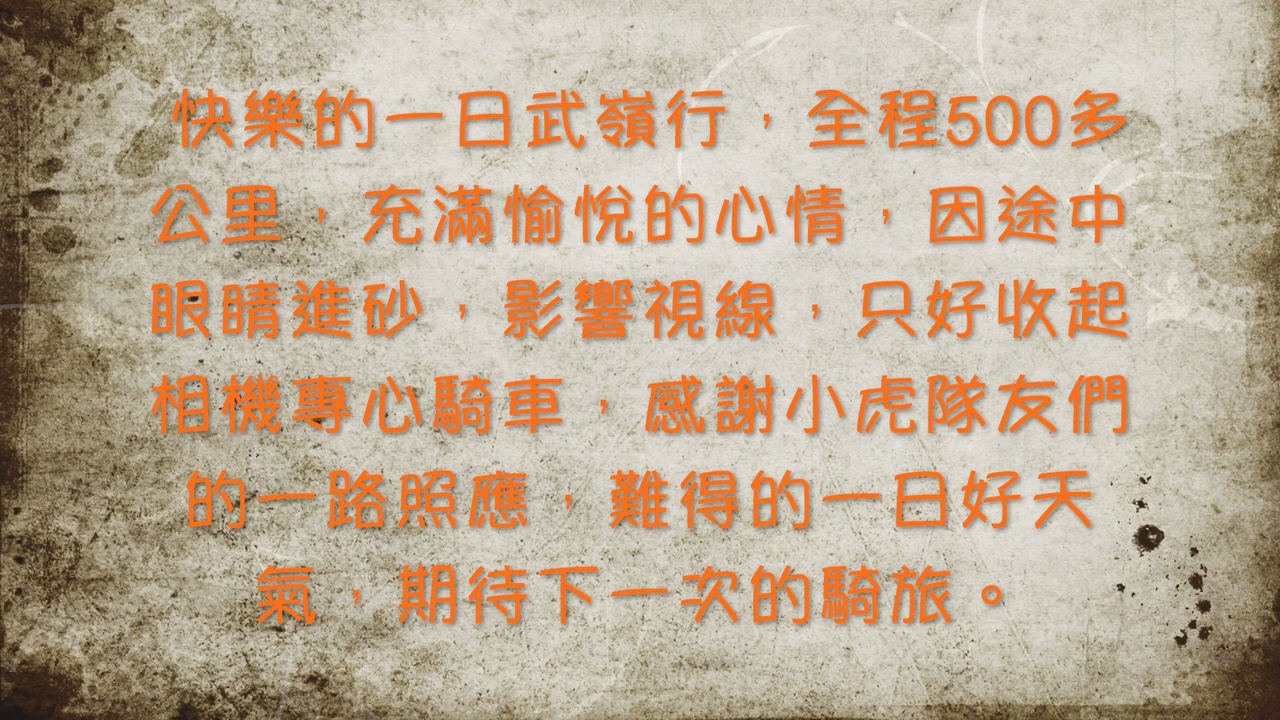 快樂的一日武嶺行，全程500多
公里，充滿愉悅的心情，因途中
眼睛進砂，影響視線，只好收起
相機專心騎車，感謝小虎隊友們
的一路照應，難得的一日好天
氣，期待下一次的騎旅。